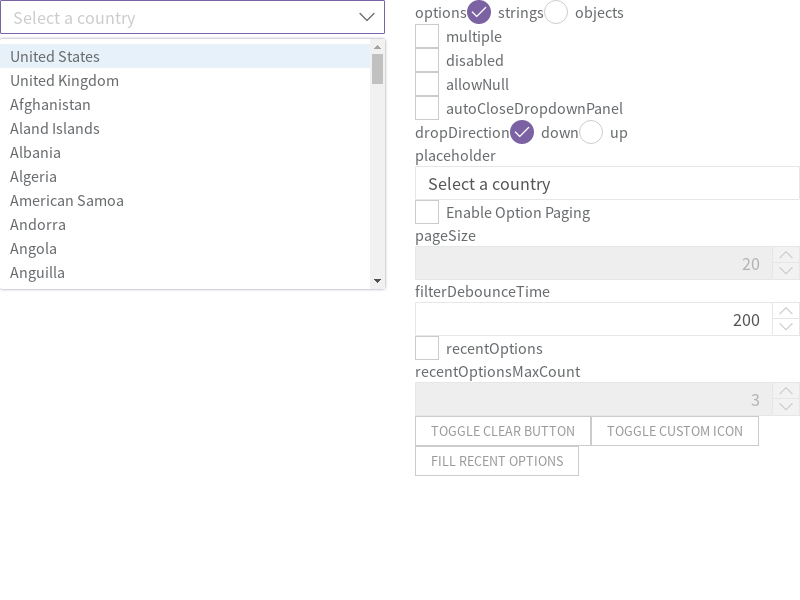 Select a country
United States
United Kingdom
Afghanistan
Aland Islands
Albania
Algeria
American Samoa
Andorra
Angola
Anguilla
options strings objects
multiple
disabled
allowNull
autoCloseDropdownPanel
dropDirection down up
placeholder
Select a country
Enable Option Paging
pageSize
20
filterDebounceTime
200
recentOptions
recentOptionsMaxCount
3
TOGGLE CLEAR BUTTON TOGGLE CUSTOM ICON
FILL RECENT OPTIONS